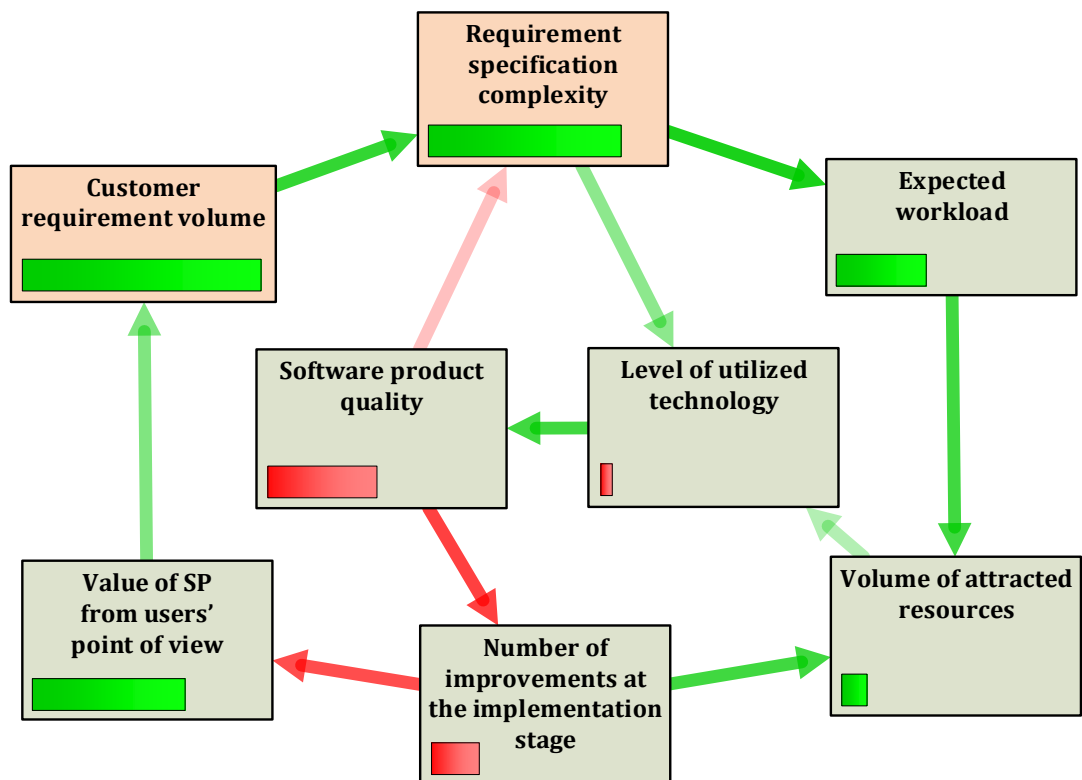 Requirement
specification
complexity
Customer
requirement volume
Expected
workload
Software product
quality
Level of utilized
technology
Value of SP
from users’
point of view
Number of
improvements at
the implementation
stage
Volume of attracted
resources